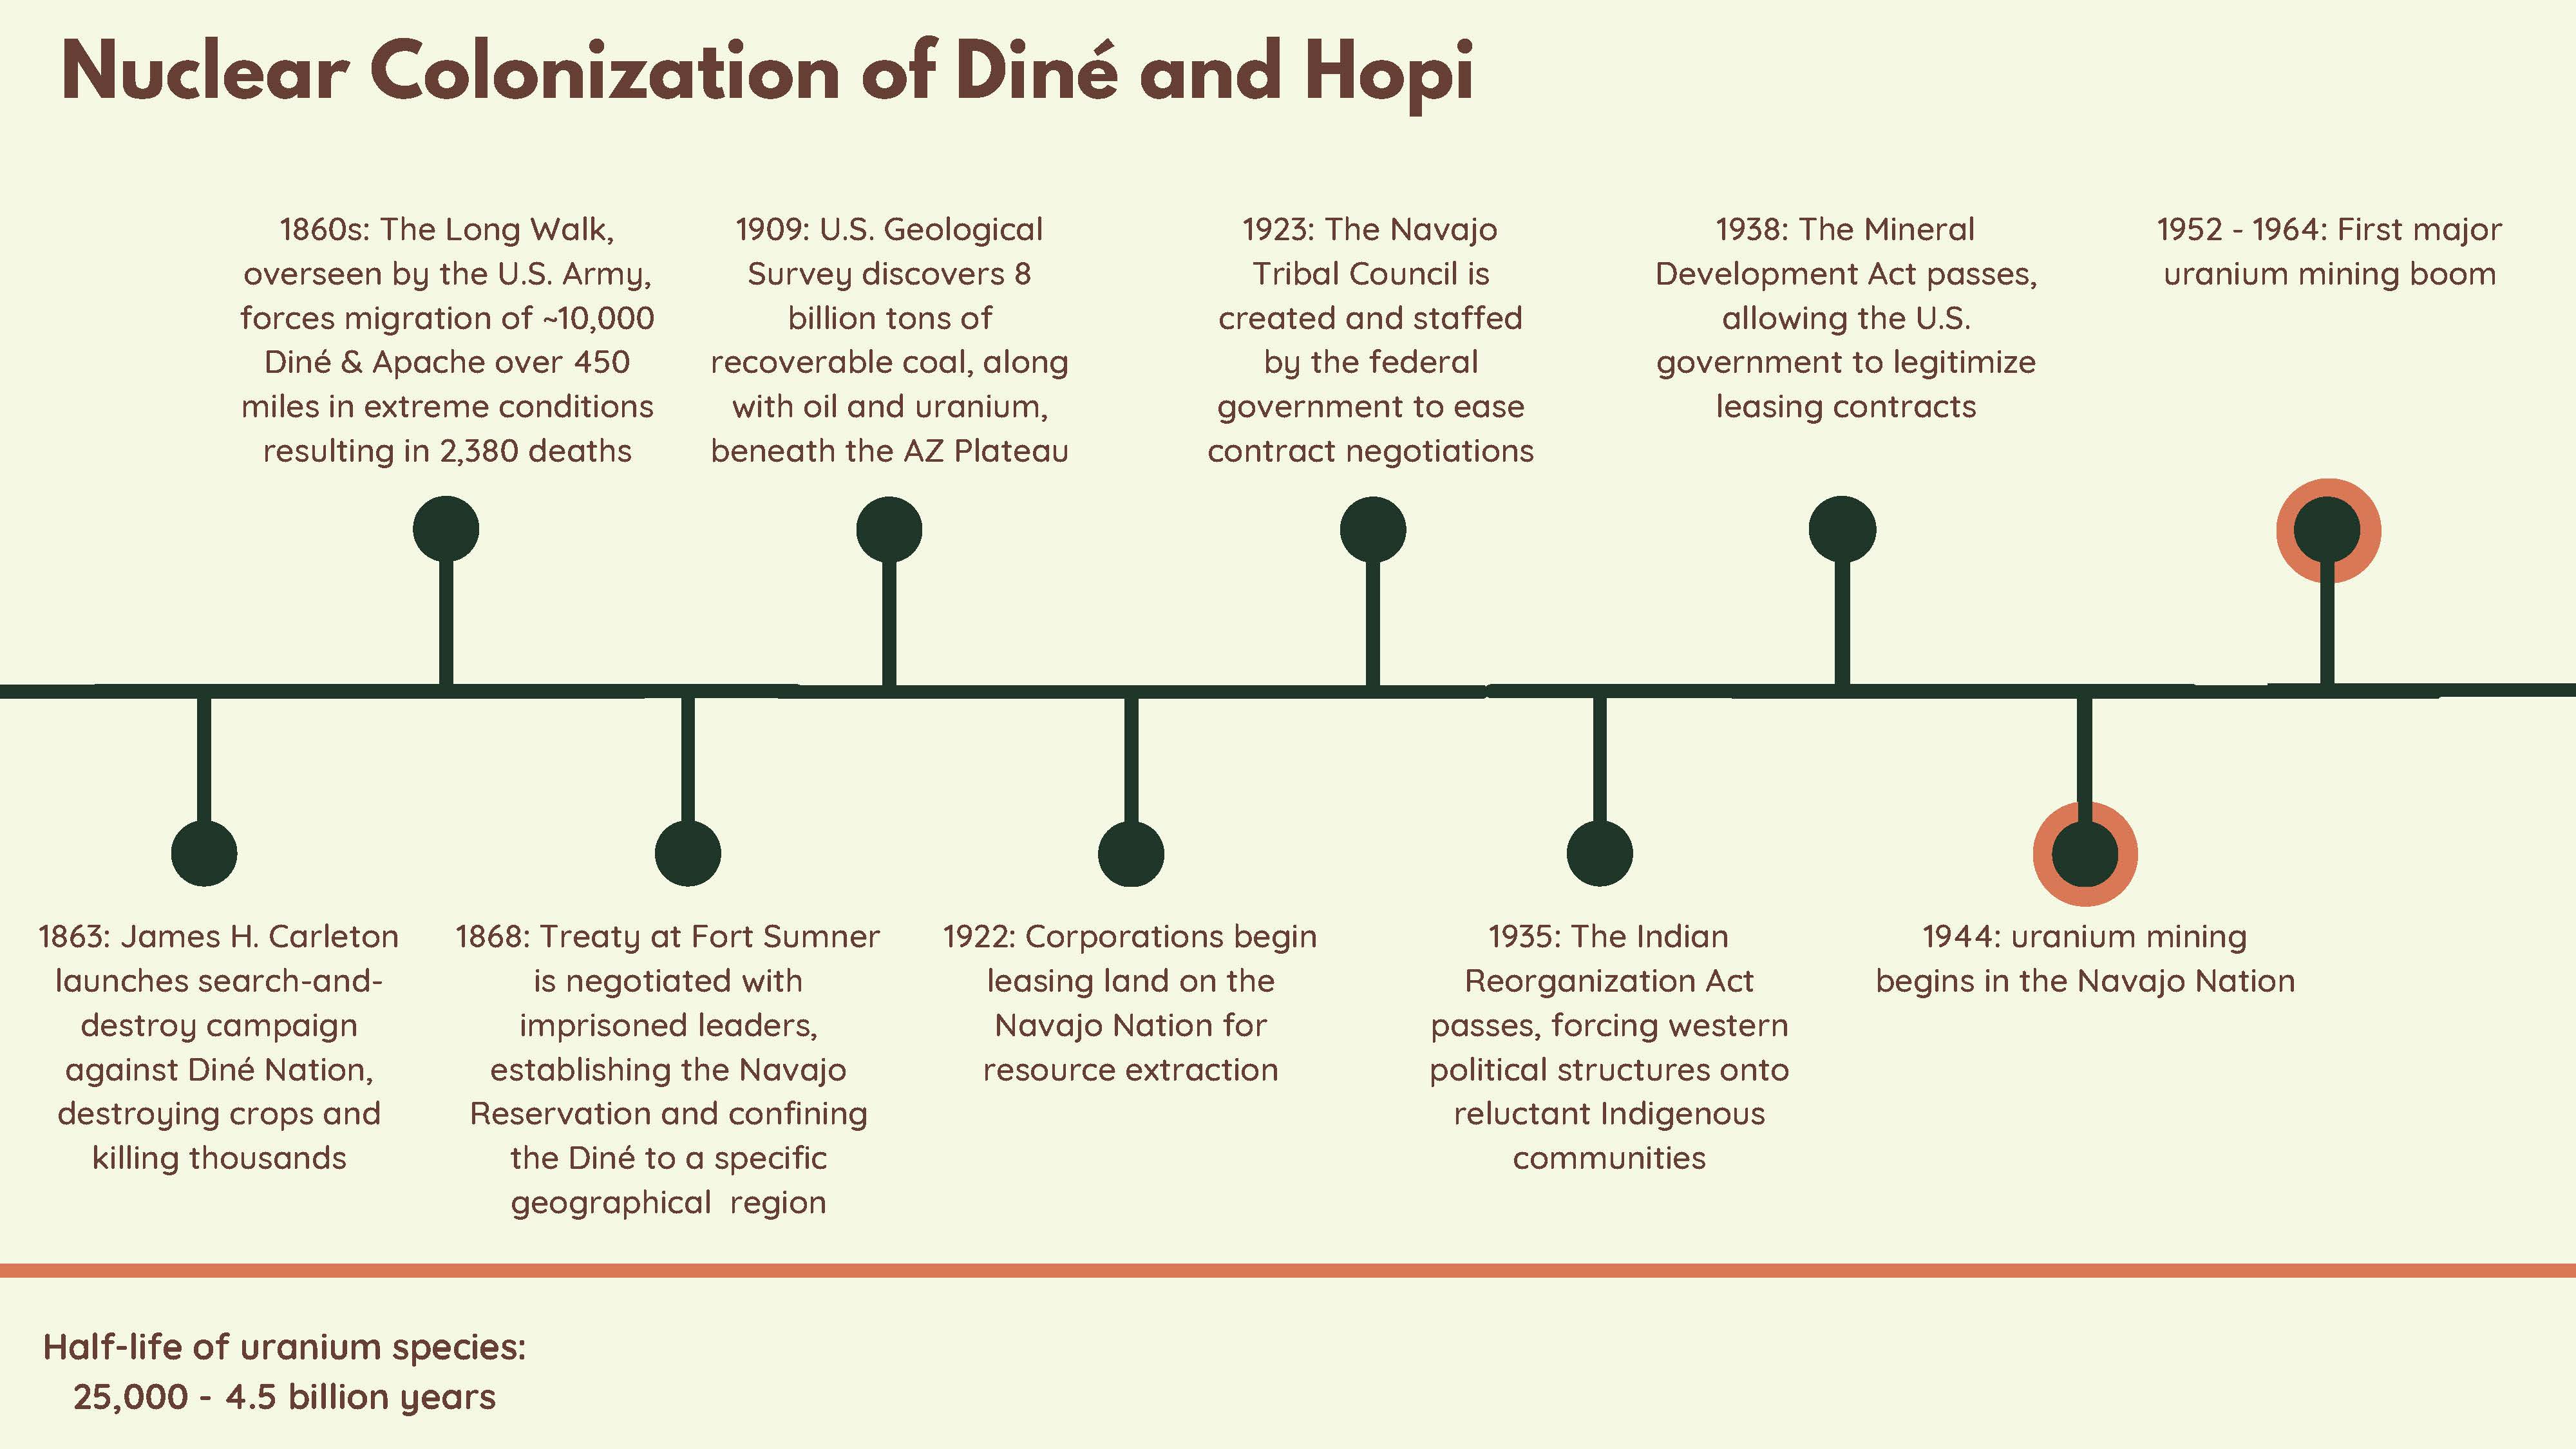 Nuclear Colonization of Diné and Hopi
1860s: The Long Walk,
overseen by the U.S. Army,
forces migration of ~10,000
Diné & Apache over 450
miles in extreme conditions
resulting in 2,380 deaths
1909: U.S. Geological
Survey discovers 8
billion tons of
recoverable coal, along
with oil and uranium,
beneath the AZ Plateau
1923: The Navajo
Tribal Council is
created and staffed
by the federal
government to ease
contract negotiations
1938: The Mineral
Development Act passes,
allowing the U.S.
government to legitimize
leasing contracts
1952 - 1964: First major
uranium mining boom
1863: James H. Carleton
launches search-and-
destroy campaign
against Diné Nation,
destroying crops and
killing thousands
1868: Treaty at Fort Sumner
is negotiated with
imprisoned leaders,
establishing the Navajo
Reservation and confining
the Diné to a specific
geographical  region
1922: Corporations begin
leasing land on the
Navajo Nation for
resource extraction
1935: The Indian
Reorganization Act
passes, forcing western
political structures onto
reluctant Indigenous
communities
1944: uranium mining
begins in the Navajo Nation
Half-life of uranium species:
25,000 - 4.5 billion years